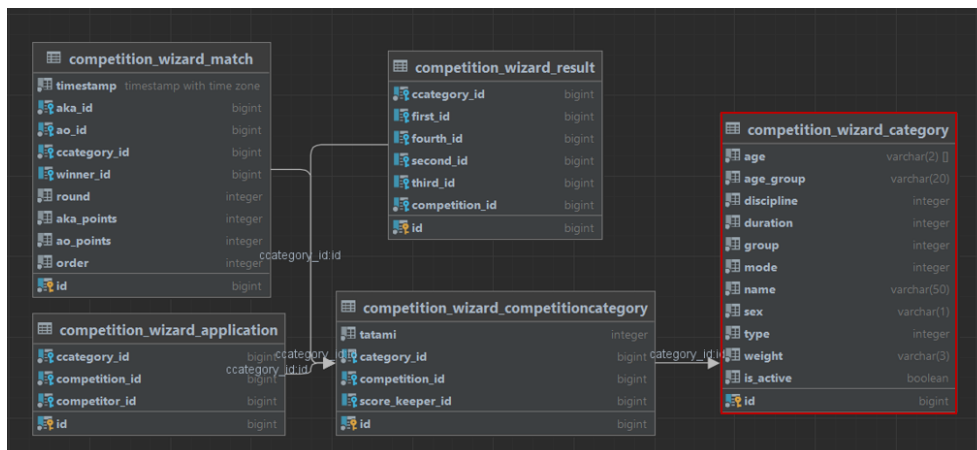 competition_wizard_match
timestamp timestamp with time zone
aka_id bigint
ao_id bigint
ccategory_id bigint
winner_id bigint
round integer
aka_points integer
ao_points integer
order integer
id bigint
competition_wizard_result
ccategory_id bigint
first_id bigint
fourth_id bigint
second_id bigint
third_id bigint
competition_id bigint
id bigint
competition_wizard_category
age varchar(2) []
age_group varchar(20)
discipline integer
duration integer
group integer
mode integer
name varchar(50)
sex varchar(1)
type integer
weight varchar(3)
is_active boolean
id bigint
ccategory_id:id
competition_wizard_application
ccategory_id bigint
competition_id bigint
competitor_id bigint
id bigint
ccategory_id:id
ccategory_id:id
competition_wizard_competitioncategory
tatami integer
category_id bigint
competition_id bigint
score_keeper_id bigint
id bigint
category_id:id